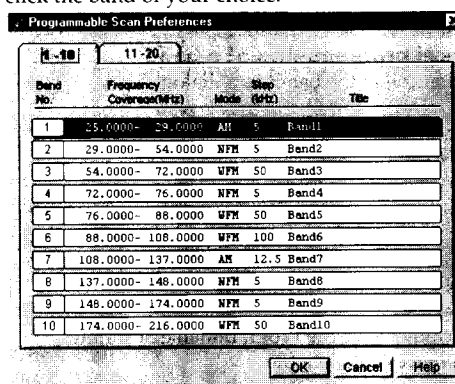 click the band of your choice.
Programmable Scan Preferences
1-10 11-20
Band No. Frequency Coverage(MHz) Mode Step (kHz) Title
1 25.0000- 29.0000 AM 5 Band1
2 29.0000- 54.0000 NFM 5 Band2
3 54.0000- 72.0000 WFM 50 Band3
4 72.0000- 76.0000 NFM 5 Band4
5 76.0000- 88.0000 WFM 50 Band5
6 88.0000- 108.0000 WFM 100 Band6
7 108.0000- 137.0000 AM 12.5 Band7
8 137.0000- 148.0000 NFM 5 Band8
9 148.0000- 174.0000 NFM 5 Band9
10 174.0000- 216.0000 WFM 50 Band10
OK Cancel Help